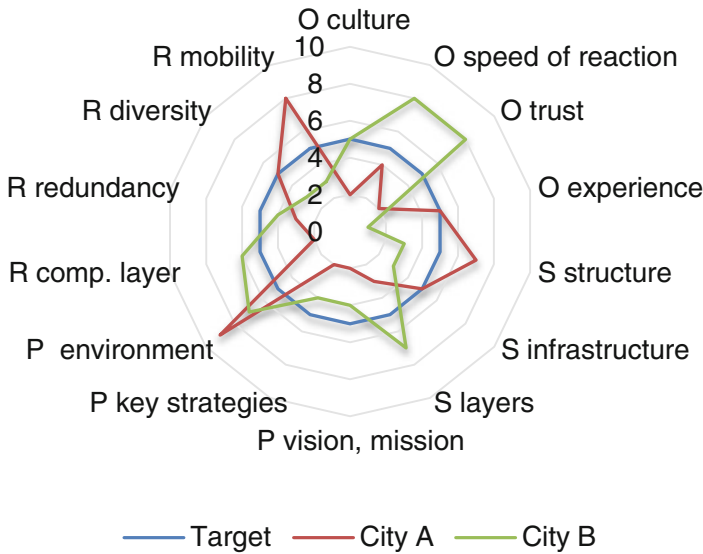 O culture
10
R mobility
O speed of reaction
8
R diversity
O trust
6
4
R redundancy
O experience
2
0
R comp. layer
S structure
P  environment
S infrastructure
P key strategies
S layers
P vision, mission
Target
City A
City B